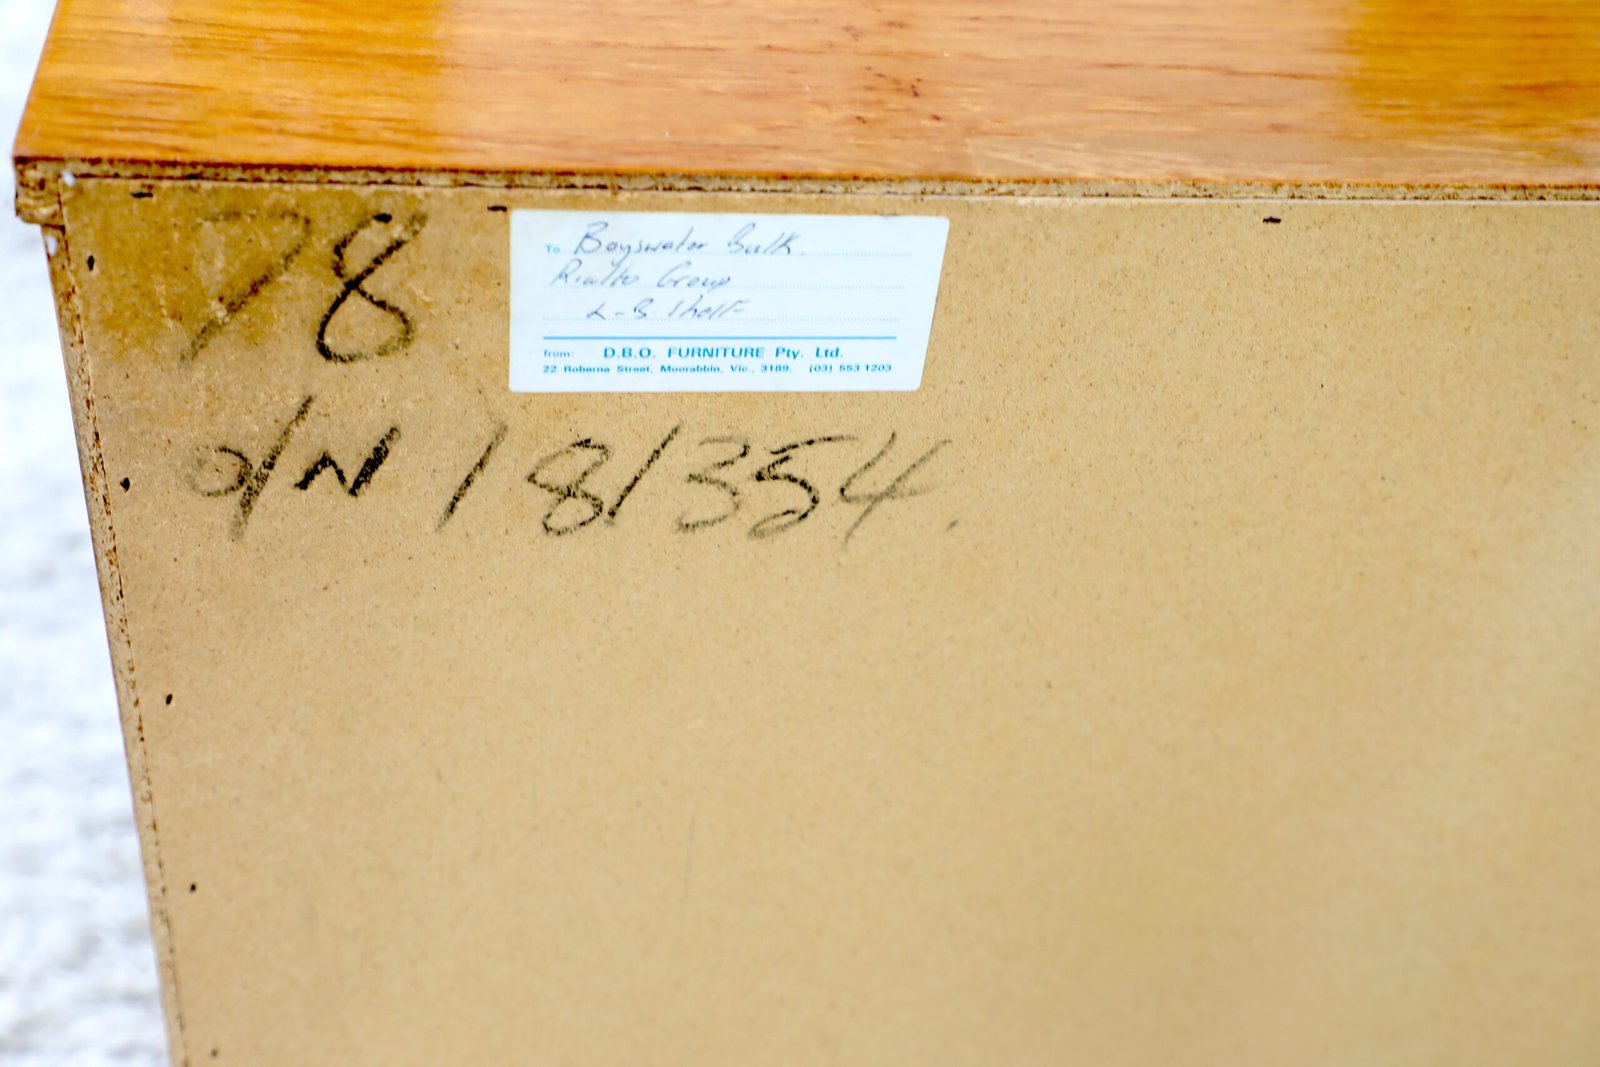 78
To Bayswater Bulk.
Rialto Group
L-S Shelf
from: D.B.O. FURNITURE Pty. Ltd.
22 Roberna Street, Moorabbin, Vic., 3189. (03) 553 1203
O/N 181354.